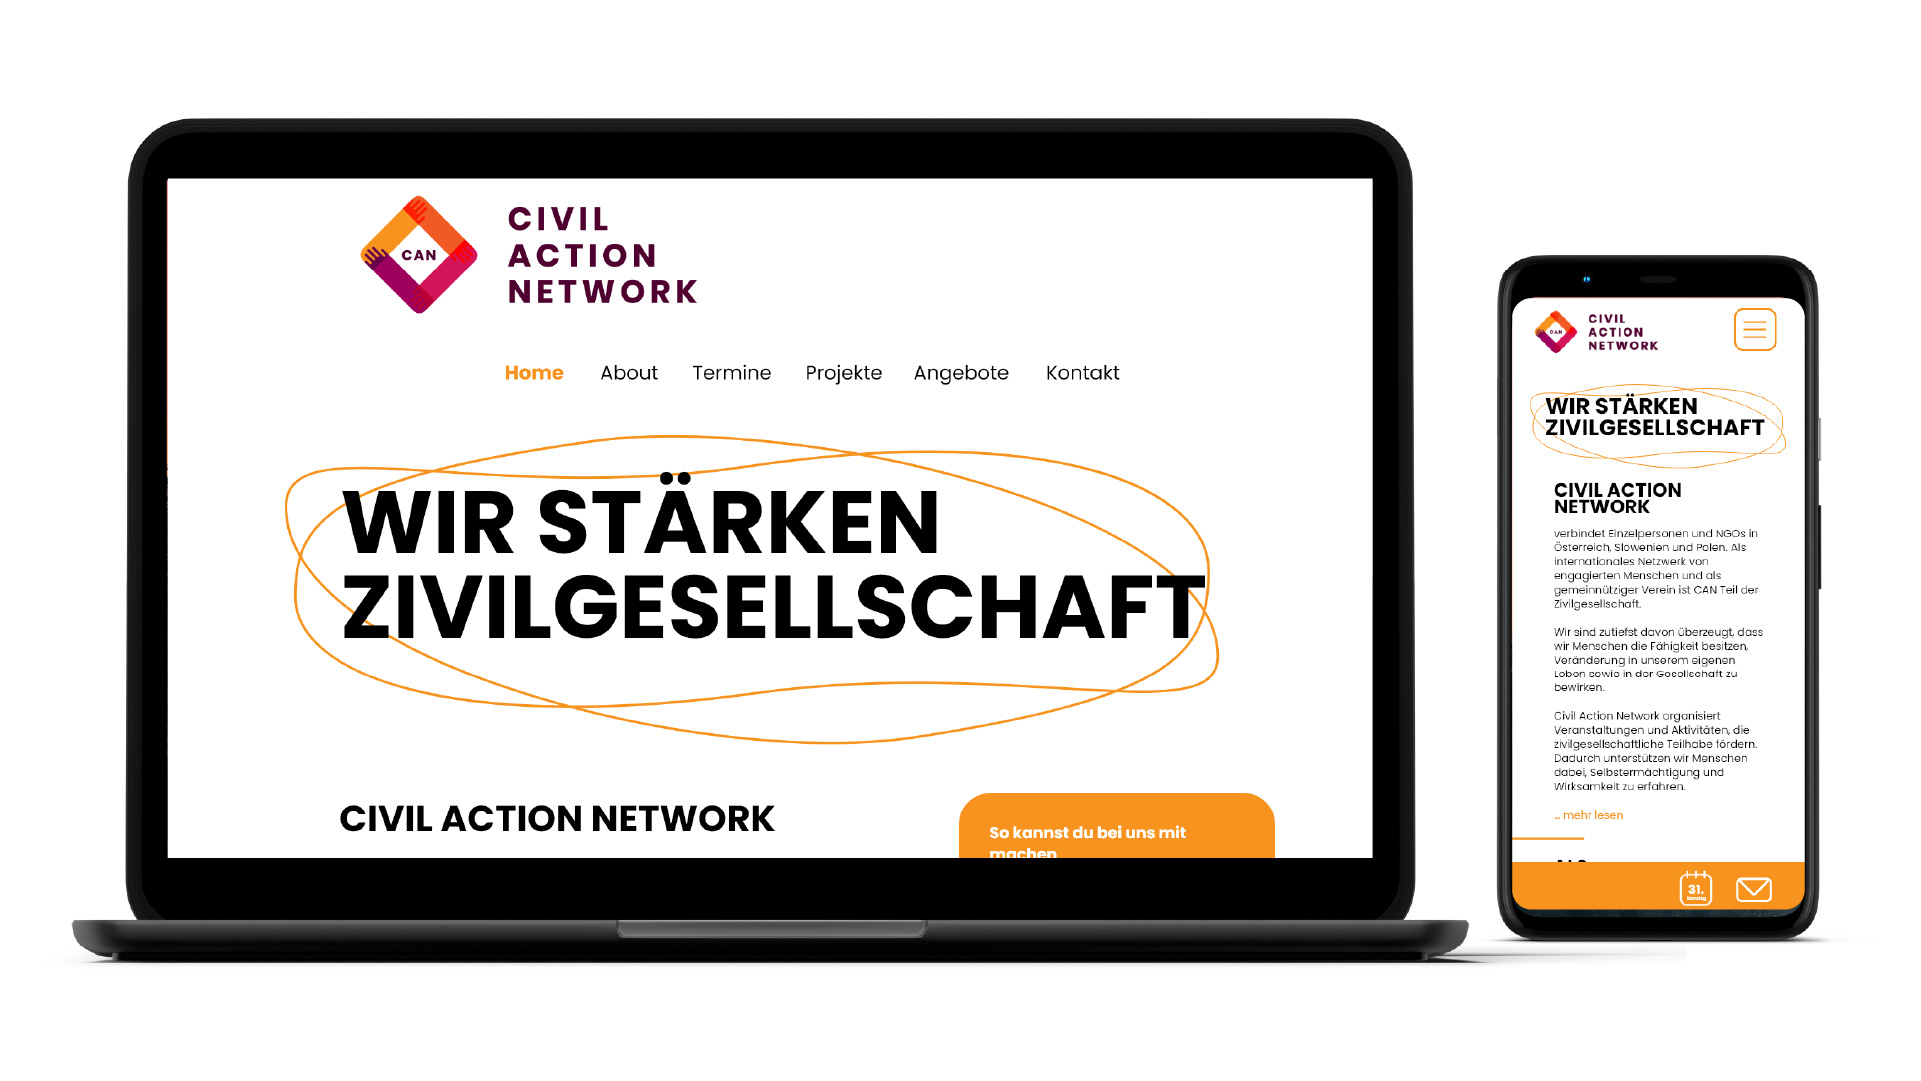 CAN
CIVIL
ACTION
NETWORK
Home About Termine Projekte Angebote Kontakt
WIR STÄRKEN
ZIVILGESELLSCHAFT
CIVIL ACTION NETWORK
So kannst du bei uns mit
machen
CAN
CIVIL
ACTION
NETWORK
WIR STÄRKEN
ZIVILGESELLSCHAFT
CIVIL ACTION
NETWORK
verbindet Einzelpersonen und NGOs in
Österreich, Slowenien und Polen. Als
internationales Netzwerk von
engagierten Menschen und als
gemeinnütziger Verein ist CAN Teil der
Zivilgesellschaft.
Wir sind zutiefst davon überzeugt, dass
wir Menschen die Fähigkeit besitzen,
Veränderung in unserem eigenen
Leben sowie in der Gesellschaft zu
bewirken.
Civil Action Network organisiert
Veranstaltungen und Aktivitäten, die
zivilgesellschaftliche Teilhabe fördern.
Dadurch unterstützen wir Menschen
dabei, Selbstermächtigung und
Wirksamkeit zu erfahren.
... mehr lesen
31.